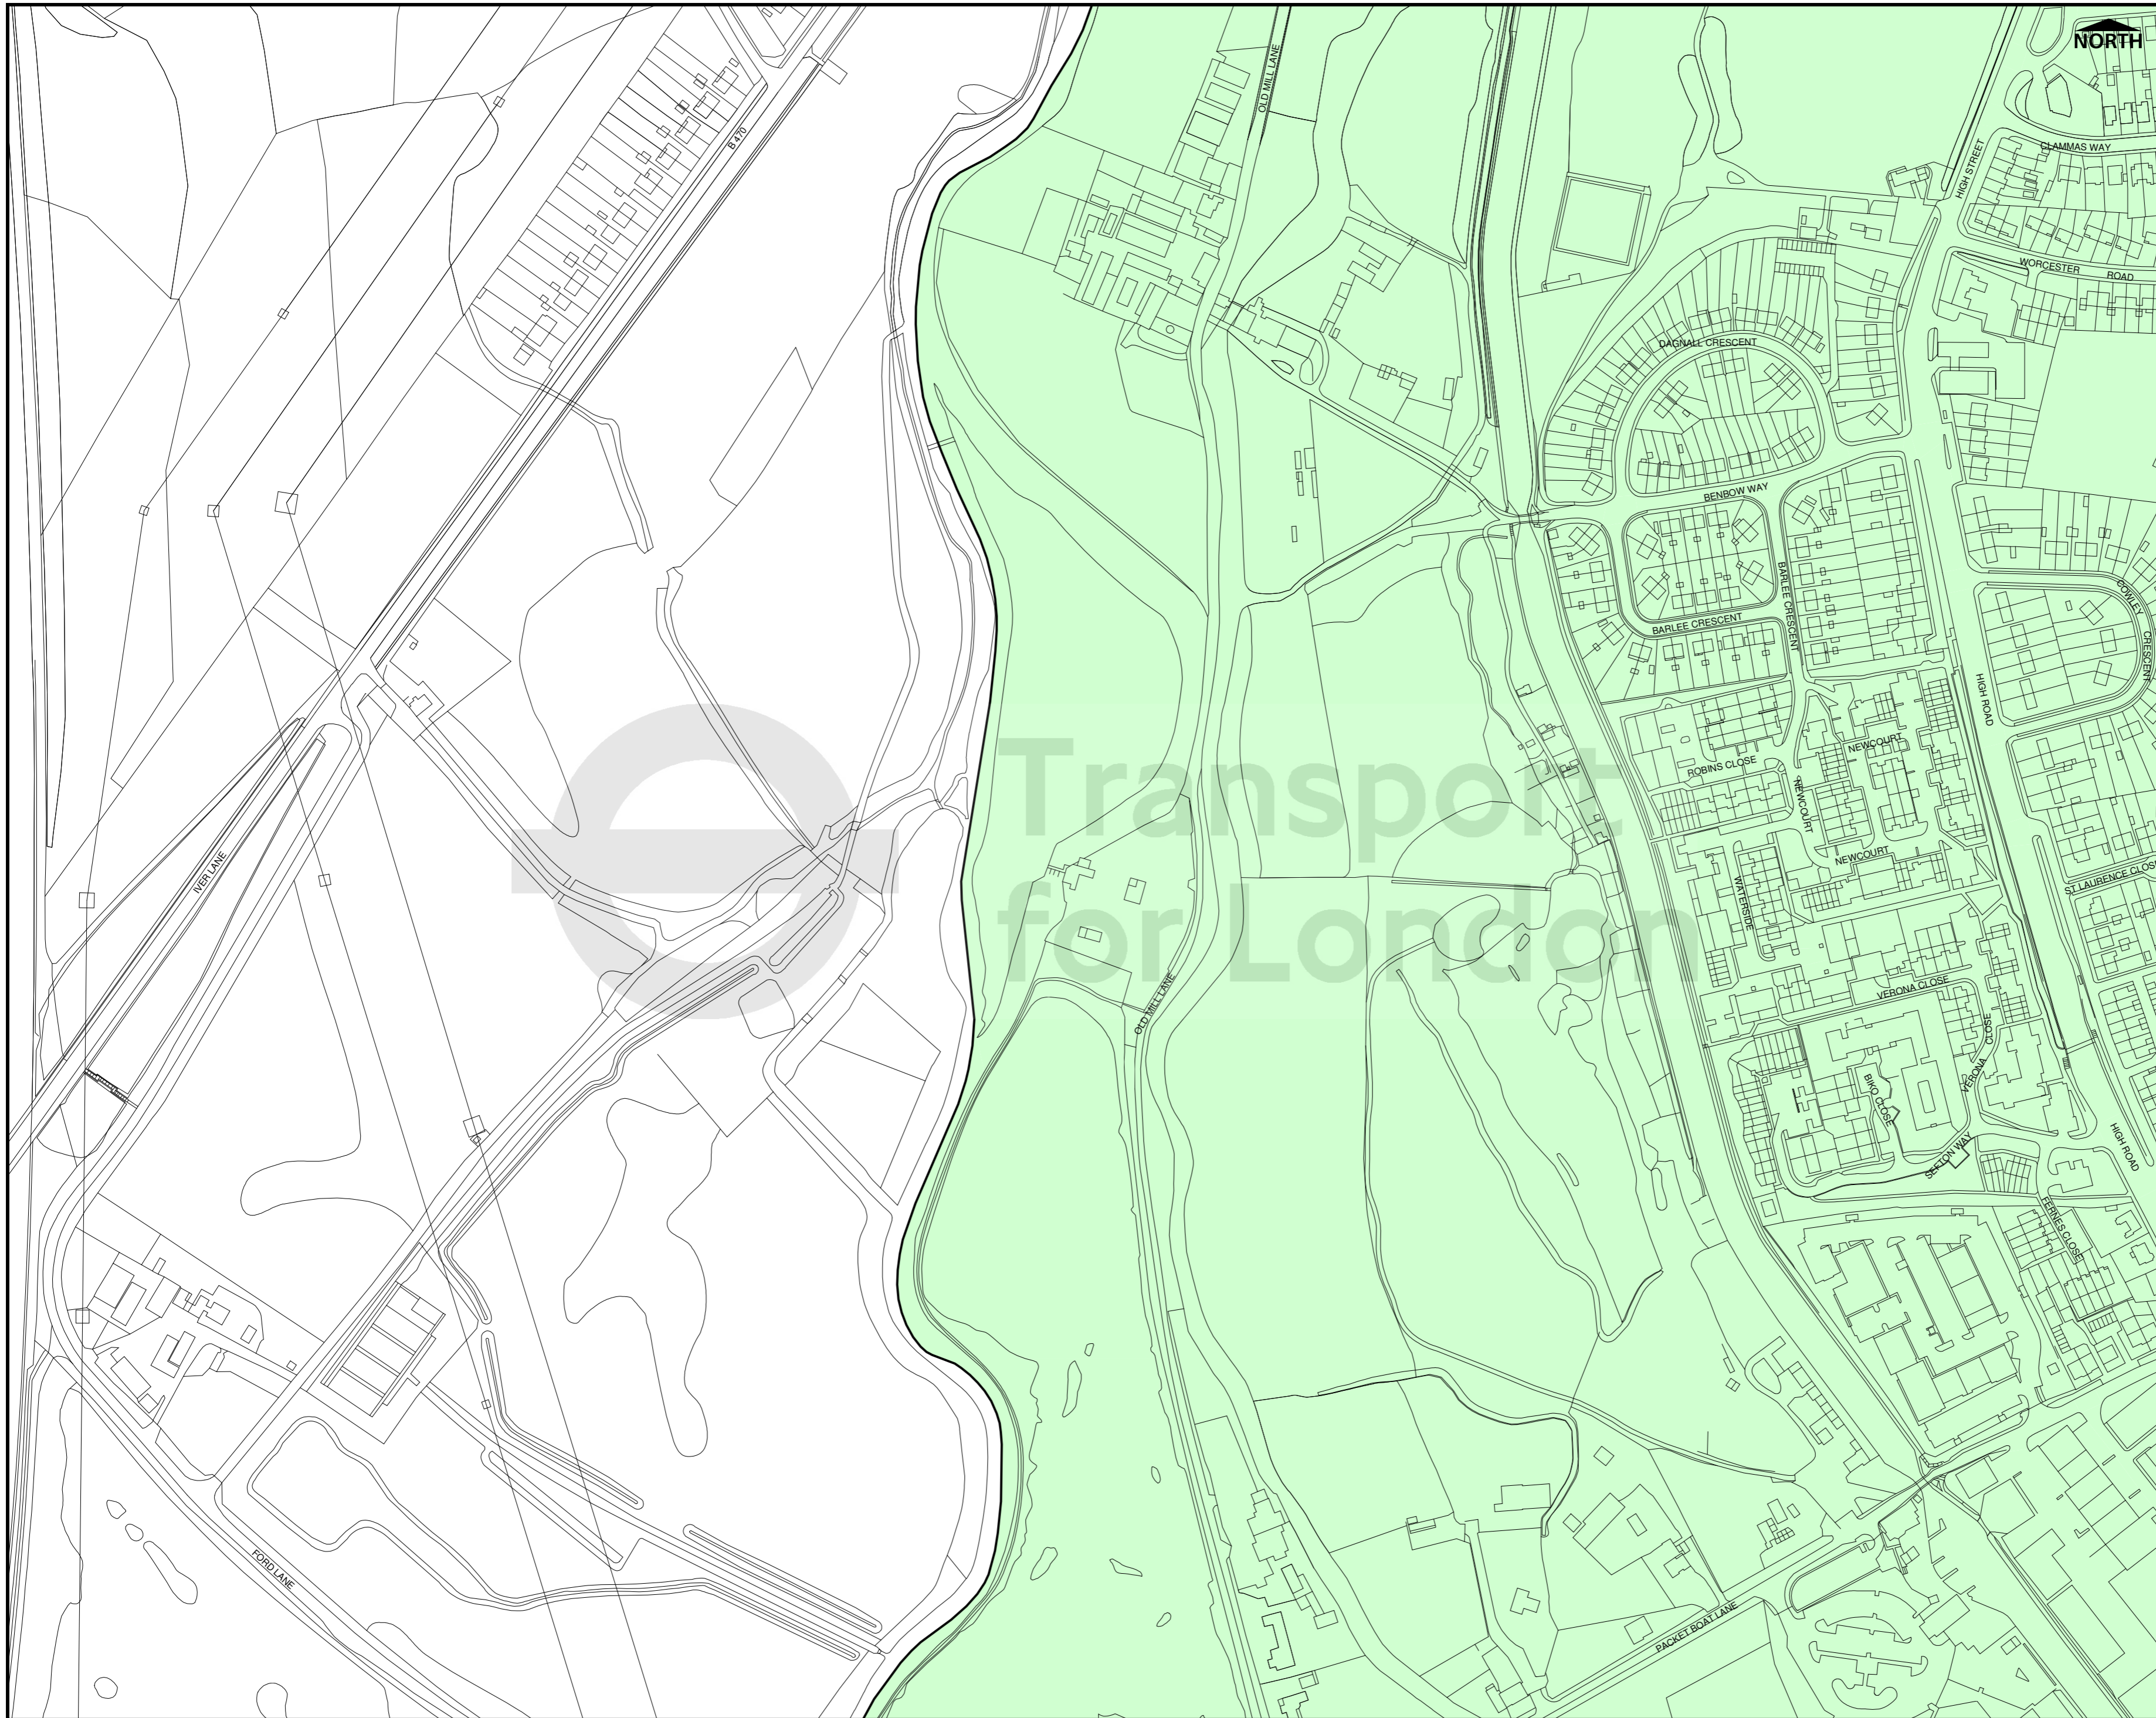 NORTH
OLD MILL LANE
B 470
HIGH STREET
CLAMMAS WAY
WORCESTER ROAD
DAGNALL CRESCENT
BENBOW WAY
BARLEE CRESCENT
BARLEE CRESCENT
COWLEY CRESCENT
HIGH ROAD
NEWCOURT
ROBINS CLOSE
NEWCOURT
NEWCOURT
Transport
for London
IVER LANE
WATERSIDE
ST LAURENCE CLOS
OLD MILL LANE
VERONA CLOSE
VERONA CLOSE
BIKO CLOSE
SEFTON WAY
HIGH ROAD
FERNES CLOSE
FORD LANE
PACKET BOAT LANE